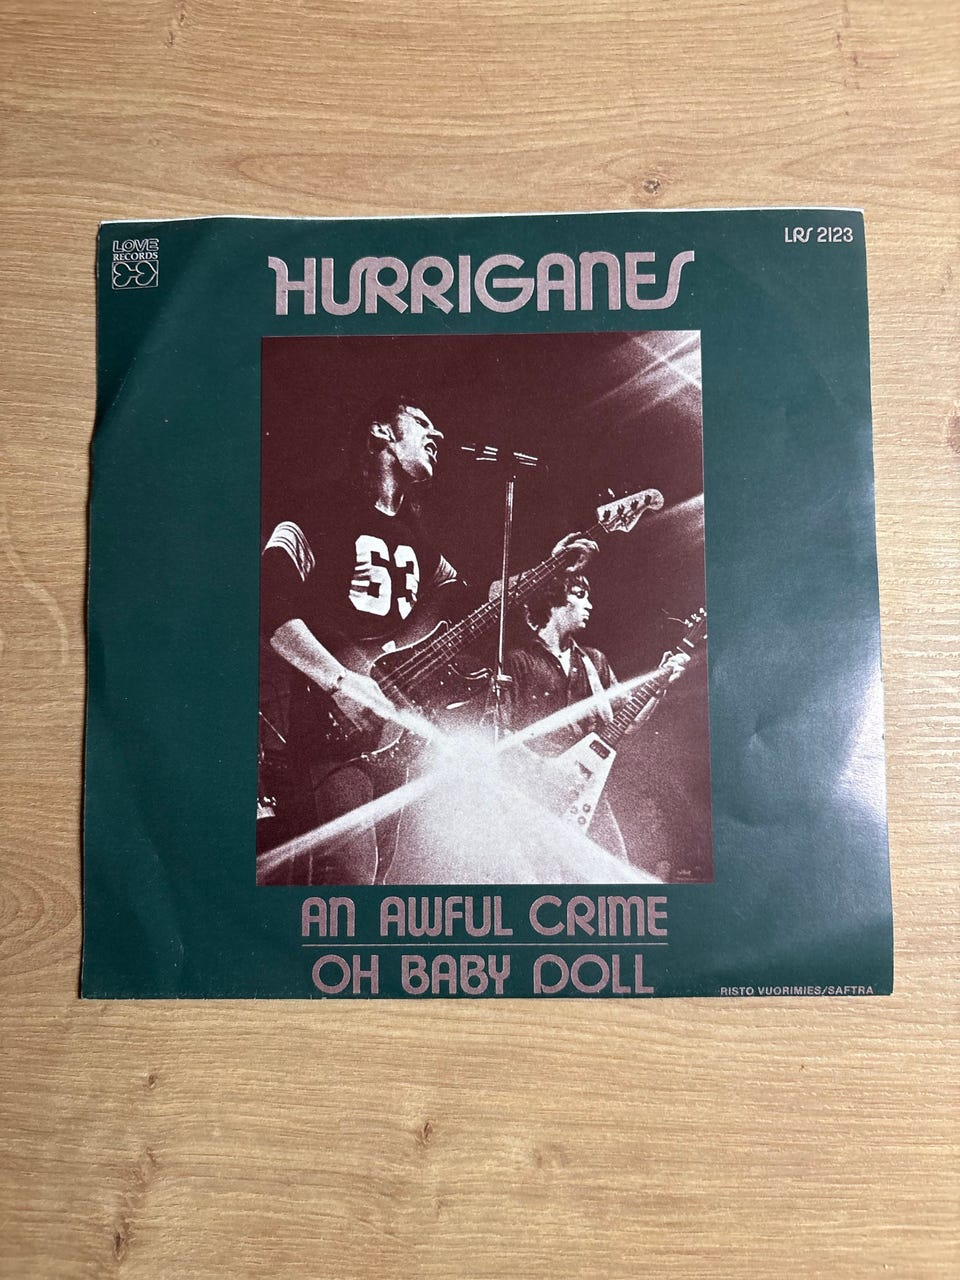 LOVE
RECORDS
LRS 2123
HURRIGANES
63
AN AWFUL CRIME
OH BABY DOLL
RISTO VUORIMIES/SAFTRA